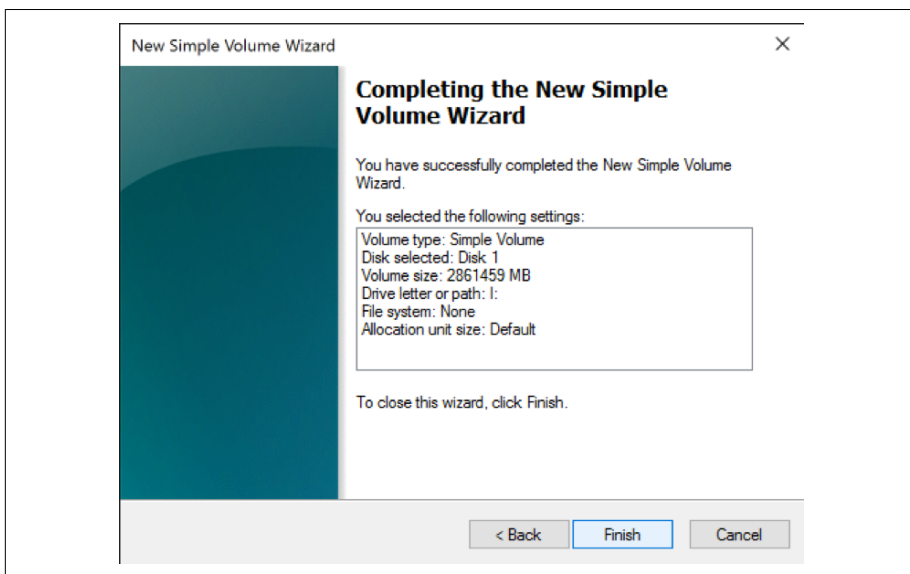 New Simple Volume Wizard
Completing the New Simple
Volume Wizard
You have successfully completed the New Simple Volume
Wizard.
You selected the following settings:
Volume type: Simple Volume
Disk selected: Disk 1
Volume size: 2861459 MB
Drive letter or path: I:
File system: None
Allocation unit size: Default
To close this wizard, click Finish.
< Back Finish Cancel